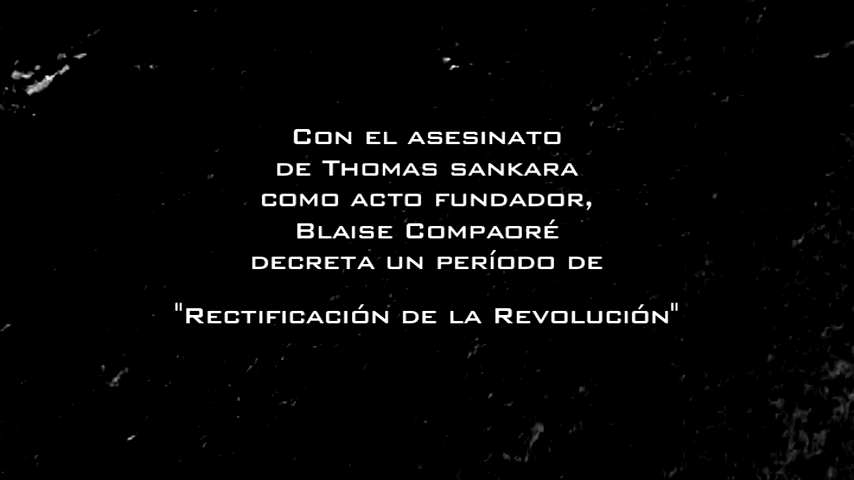 Con el asesinato
de Thomas sankara
como acto fundador,
Blaise Compaoré
decreta un período de
"Rectificación de la Revolución"